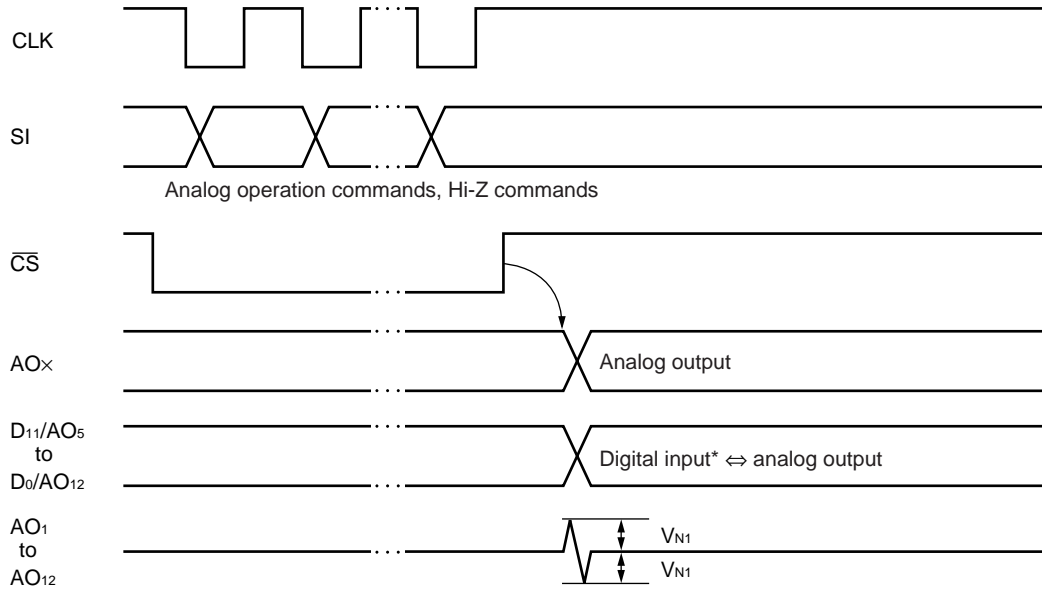 CLK
SI
Analog operation commands, Hi-Z commands
CS
AO×
Analog output
D11/AO5
to
D0/AO12
Digital input* ⇔ analog output
AO1
to
AO12
VN1
VN1